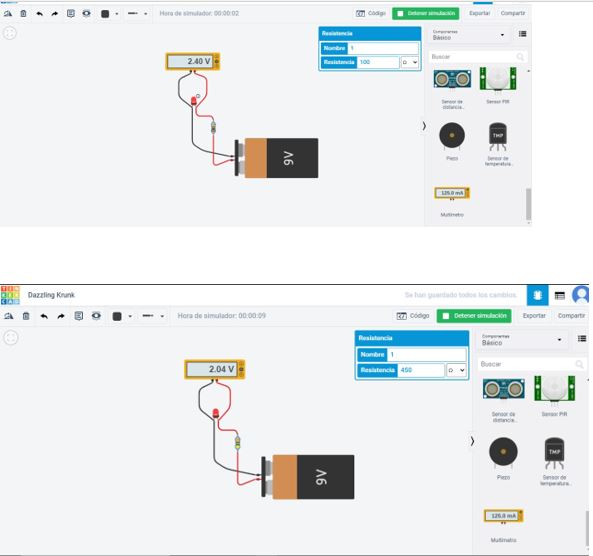 Hora de simulador: 00:00:02
Código
Detener simulación
Exportar
Compartir
2.40 V
Resistencia
Nombre 1
Resistencia 100 Ω
Componentes
Básico
Buscar
Sensor de distancia...
Sensor PIR
TMP
Piezo
Sensor de temperatura...
125.0 mA
Multímetro
9V
TIN
KER
CAD
Dazzling Krunk
Se han guardado todos los cambios.
Hora de simulador: 00:00:09
Código
Detener simulación
Exportar
Compartir
2.04 V
Resistencia
Nombre 1
Resistencia 450 Ω
Componentes
Básico
Buscar
Sensor de distancia...
Sensor PIR
TMP
Piezo
Sensor de temperatura...
125.0 mA
Multímetro
9V